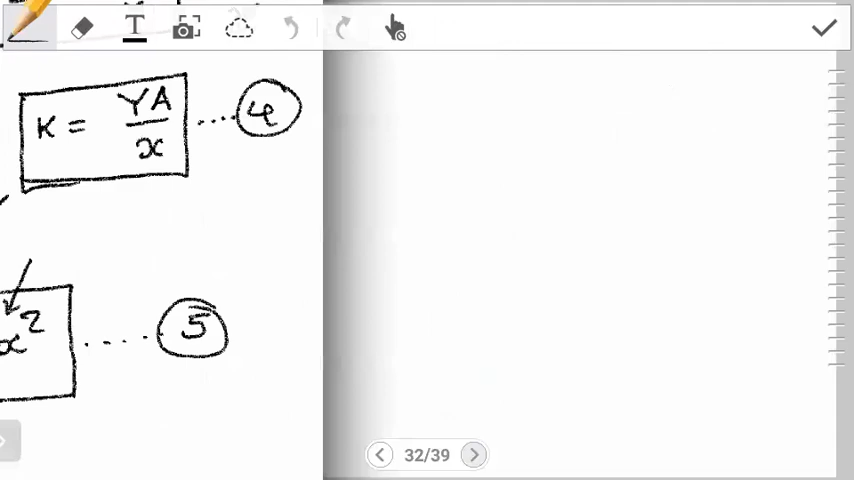 T
K = YA/x ..... 4
x² ..... 5
32/39